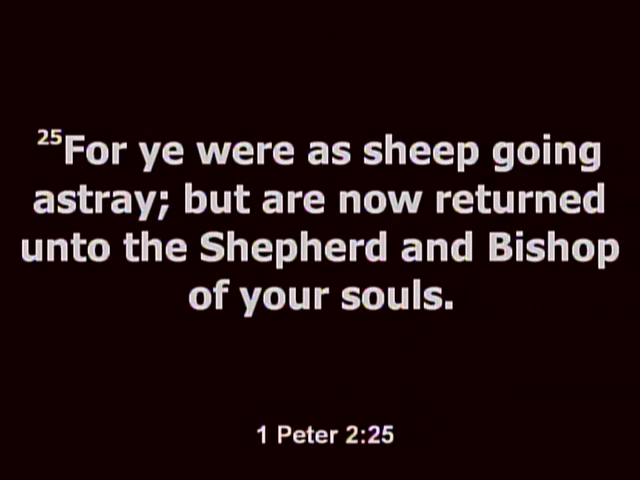 25For ye were as sheep going
astray; but are now returned
unto the Shepherd and Bishop
of your souls.
1 Peter 2:25